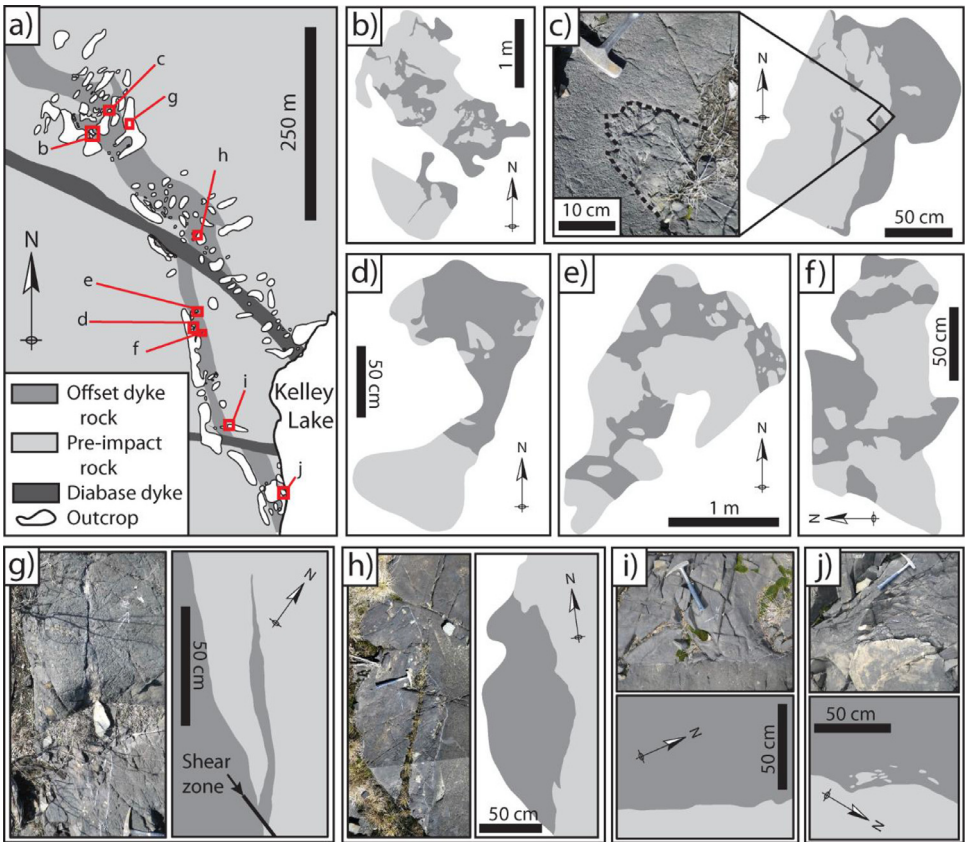 a)
c
g
b
h
250 m
N
e
d
f
i
Kelley
Lake
j
Offset dyke
rock
Pre-impact
rock
Diabase dyke
Outcrop
b)
1 m
N
c)
10 cm
N
50 cm
d)
50 cm
N
e)
N
1 m
f)
50 cm
N
g)
50 cm
N
Shear
zone
h)
N
50 cm
i)
N
50 cm
j)
50 cm
N